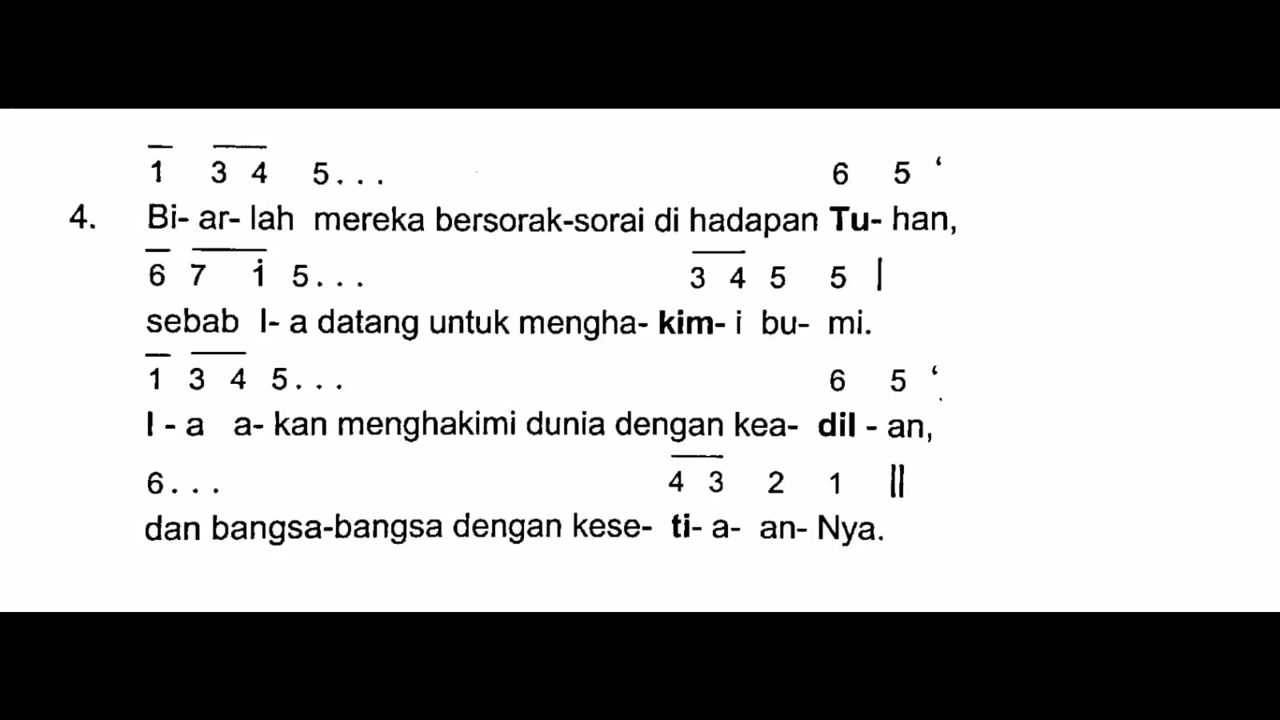 1 3 4 5... 6 5 ‘
4. Bi- ar- lah mereka bersorak-sorai di hadapan Tu- han,
6 7 i 5... 3 4 5 5 |
sebab I- a datang untuk mengha- kim- i bu- mi.
1 3 4 5... 6 5 ‘
I - a a- kan menghakimi dunia dengan kea- dil - an,
6... 4 3 2 1 ||
dan bangsa-bangsa dengan kese- ti- a- an- Nya.